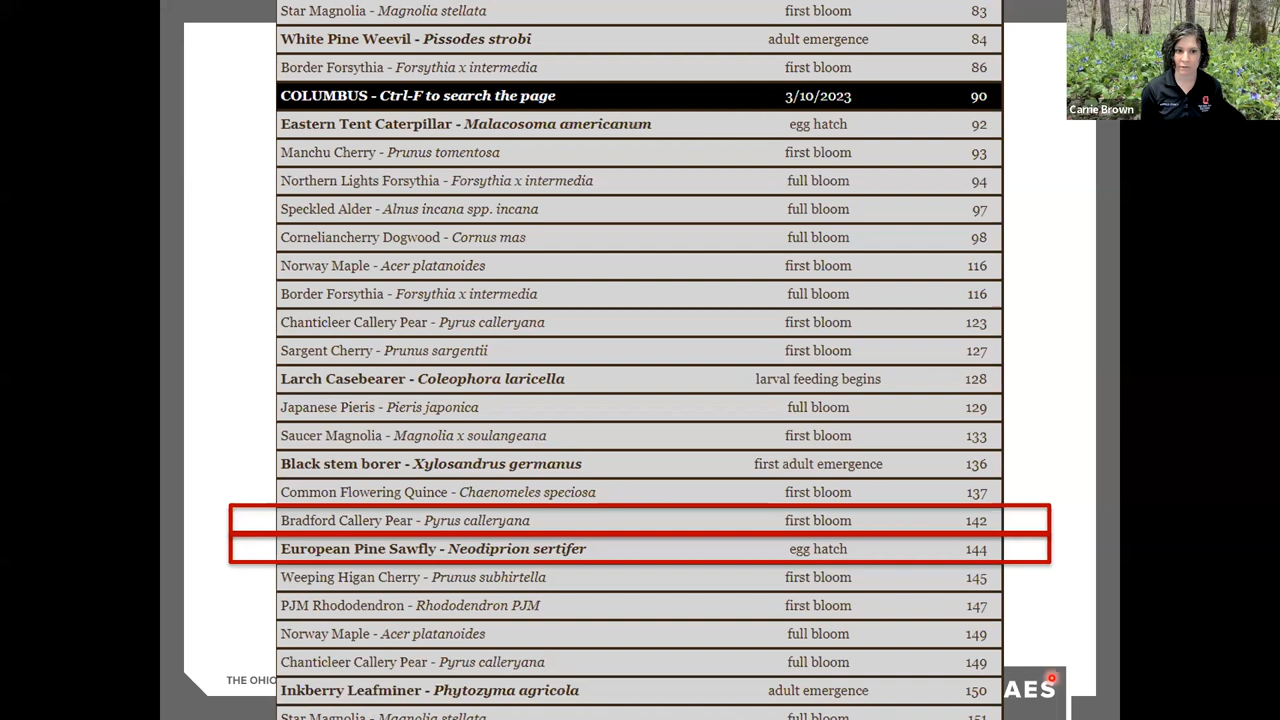 Star Magnolia - Magnolia stellata first bloom 83
White Pine Weevil - Pissodes strobi adult emergence 84
Border Forsythia - Forsythia x intermedia first bloom 86
COLUMBUS - Ctrl-F to search the page 3/10/2023 90
Eastern Tent Caterpillar - Malacosoma americanum egg hatch 92
Manchu Cherry - Prunus tomentosa first bloom 93
Northern Lights Forsythia - Forsythia x intermedia full bloom 94
Speckled Alder - Alnus incana spp. incana full bloom 97
Corneliancherry Dogwood - Cornus mas full bloom 98
Norway Maple - Acer platanoides first bloom 116
Border Forsythia - Forsythia x intermedia full bloom 116
Chanticleer Callery Pear - Pyrus calleryana first bloom 123
Sargent Cherry - Prunus sargentii first bloom 127
Larch Casebearer - Coleophora laricella larval feeding begins 128
Japanese Pieris - Pieris japonica full bloom 129
Saucer Magnolia - Magnolia x soulangeana first bloom 133
Black stem borer - Xylosandrus germanus first adult emergence 136
Common Flowering Quince - Chaenomeles speciosa first bloom 137
Bradford Callery Pear - Pyrus calleryana first bloom 142
European Pine Sawfly - Neodiprion sertifer egg hatch 144
Weeping Higan Cherry - Prunus subhirtella first bloom 145
PJM Rhododendron - Rhododendron PJM first bloom 147
Norway Maple - Acer platanoides full bloom 149
Chanticleer Callery Pear - Pyrus calleryana full bloom 149
Inkberry Leafminer - Phytozyma agricola adult emergence 150
Star Magnolia - Magnolia stellata full bloom 151
Carrie Brown
THE OHIO
AES